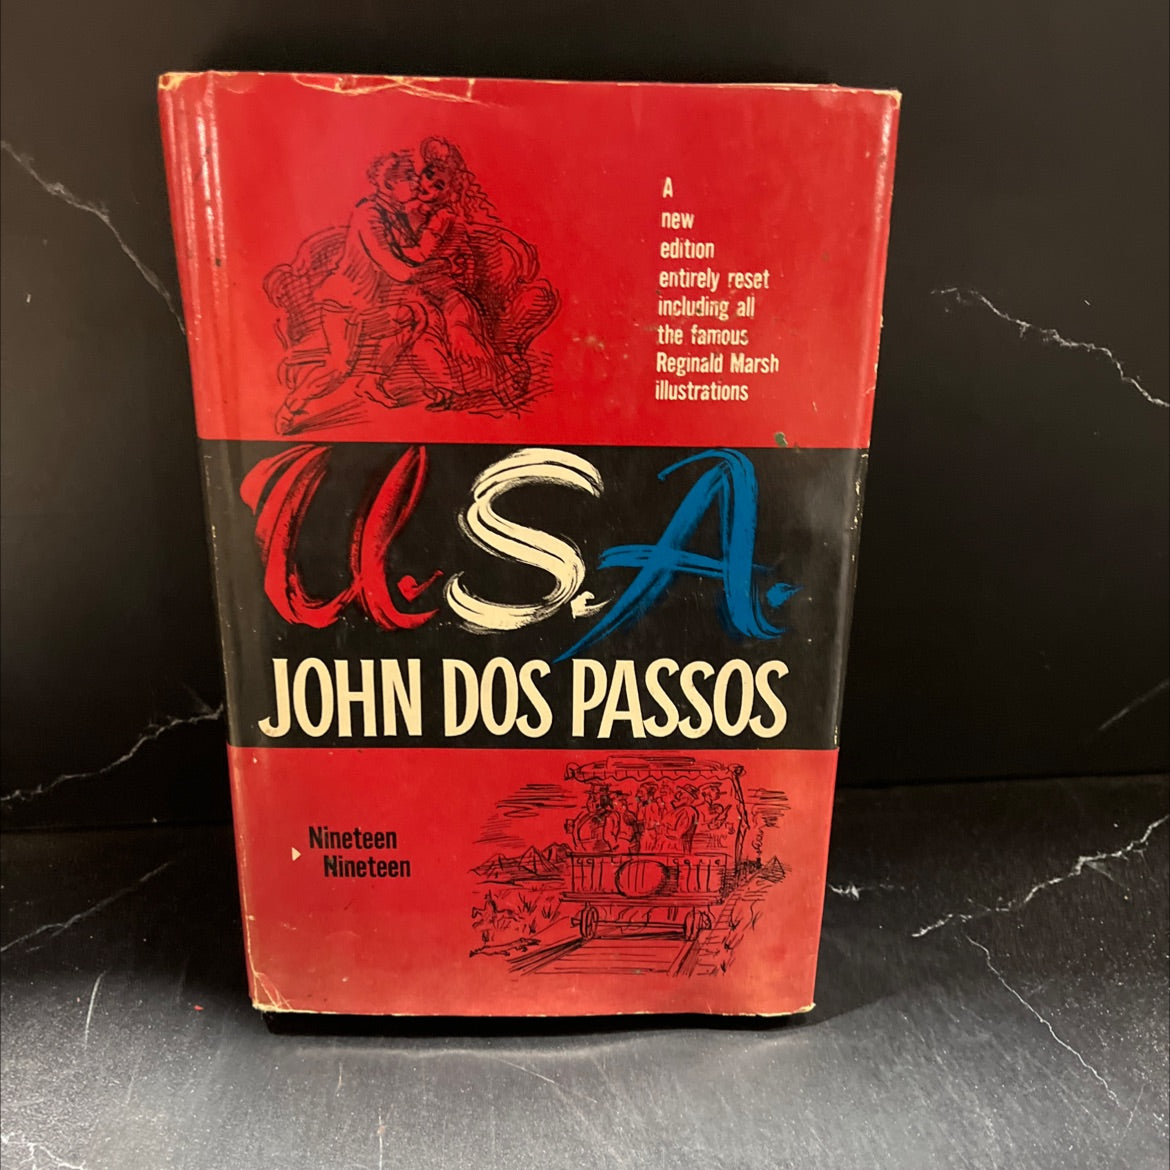 A
new
edition
entirely reset
including all
the famous
Reginald Marsh
illustrations
U.S.A.
JOHN DOS PASSOS
Nineteen
Nineteen